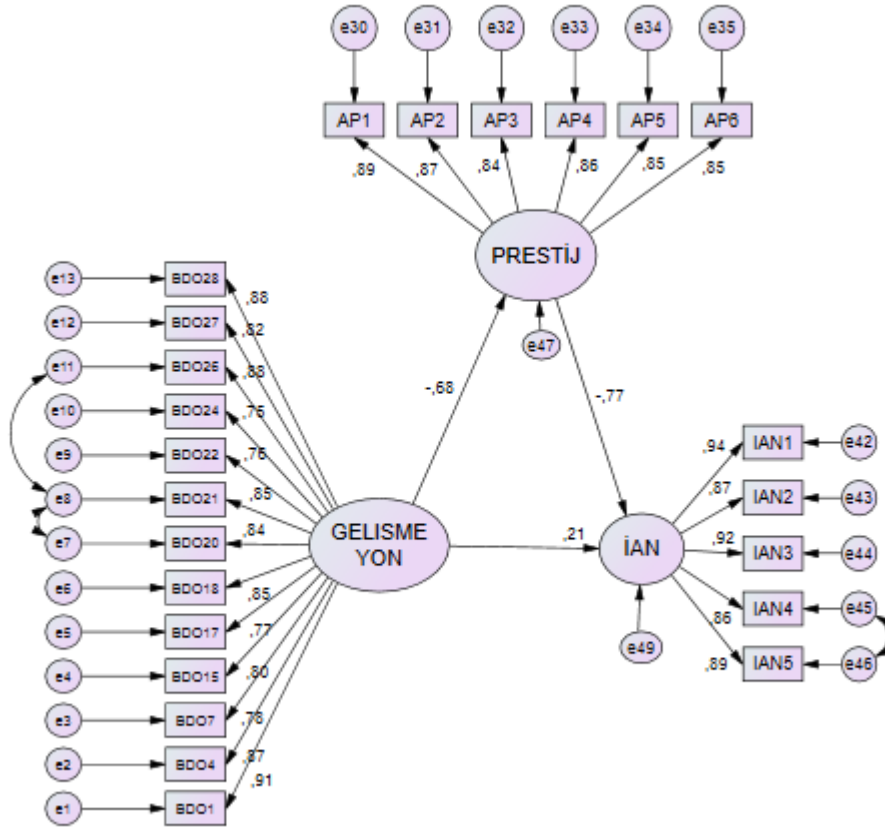 e30 e31 e32 e33 e34 e35
AP1 AP2 AP3 AP4 AP5 AP6
,89 ,87 ,84 ,86 ,85 ,85
PRESTİJ
e47
e13 BDO28 ,88
e12 BDO27 ,82
e11 ,88
e10 BDO24 ,75
e9 BDO22 ,76
e8 BDO21 ,85
e7 BDO20 ,84
e6 BDO18 ,85
e5 BDO17 ,77
e4 BDO15 ,80
e3 BDO7 ,78
e2 BDO4 ,87
e1 BDO1 ,91
GELISME
YON
-,68
-,77
,21
İAN
e49
,94 IAN1 e42
,87 IAN2 e43
,92 IAN3 e44
,86 IAN4 e45
,89 IAN5 e46